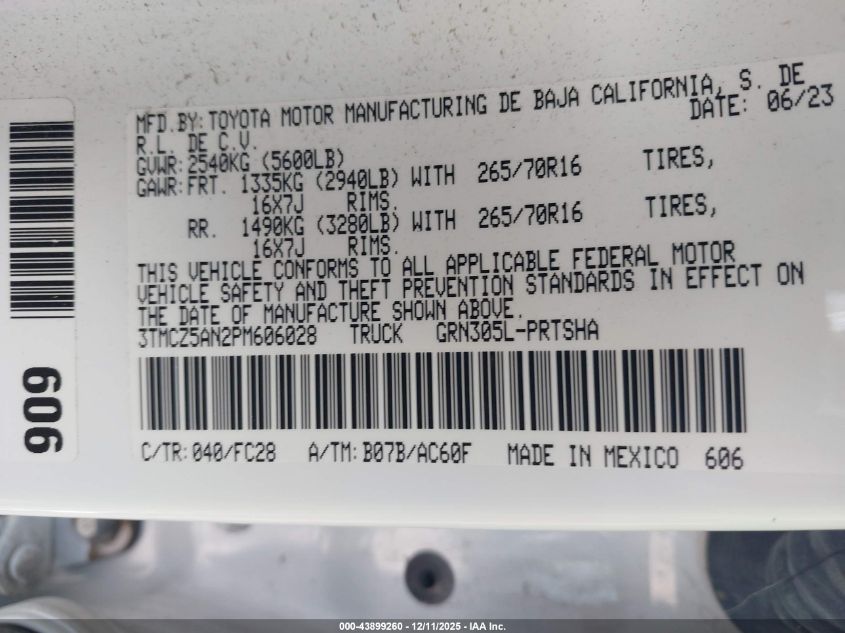 MFD.BY:TOYOTA MOTOR MANUFACTURING DE BAJA CALIFORNIA, S. DE
R.L. DE C.V. DATE: 06/23
GVWR:2540KG (5600LB)
GAWR:FRT. 1335KG (2940LB) WITH 265/70R16 TIRES,
16X7J RIMS.
RR. 1490KG (3280LB) WITH 265/70R16 TIRES,
16X7J RIMS.
THIS VEHICLE CONFORMS TO ALL APPLICABLE FEDERAL MOTOR
VEHICLE SAFETY AND THEFT PREVENTION STANDARDS IN EFFECT ON
THE DATE OF MANUFACTURE SHOWN ABOVE.
3TMCZ5AN2PM606028 TRUCK GRN305L-PRTSHA
C/TR:040/FC28 A/TM:B07B/AC60F MADE IN MEXICO 606
606
000-43899260 - 12/11/2025 - IAA Inc.